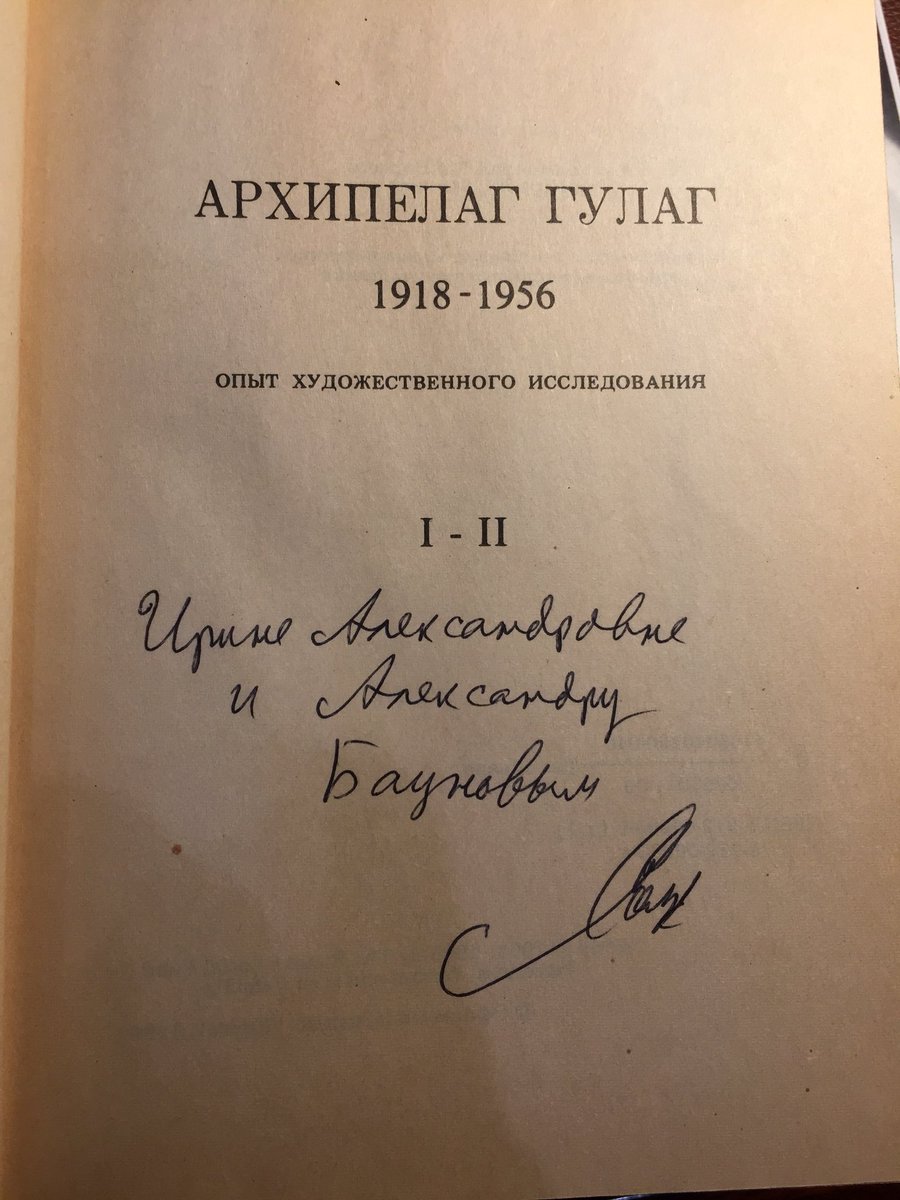 АРХИПЕЛАГ ГУЛАГ
1918-1956
ОПЫТ ХУДОЖЕСТВЕННОГО ИССЛЕДОВАНИЯ
I - II
Ирине Александровне
и Александру
Бауновым